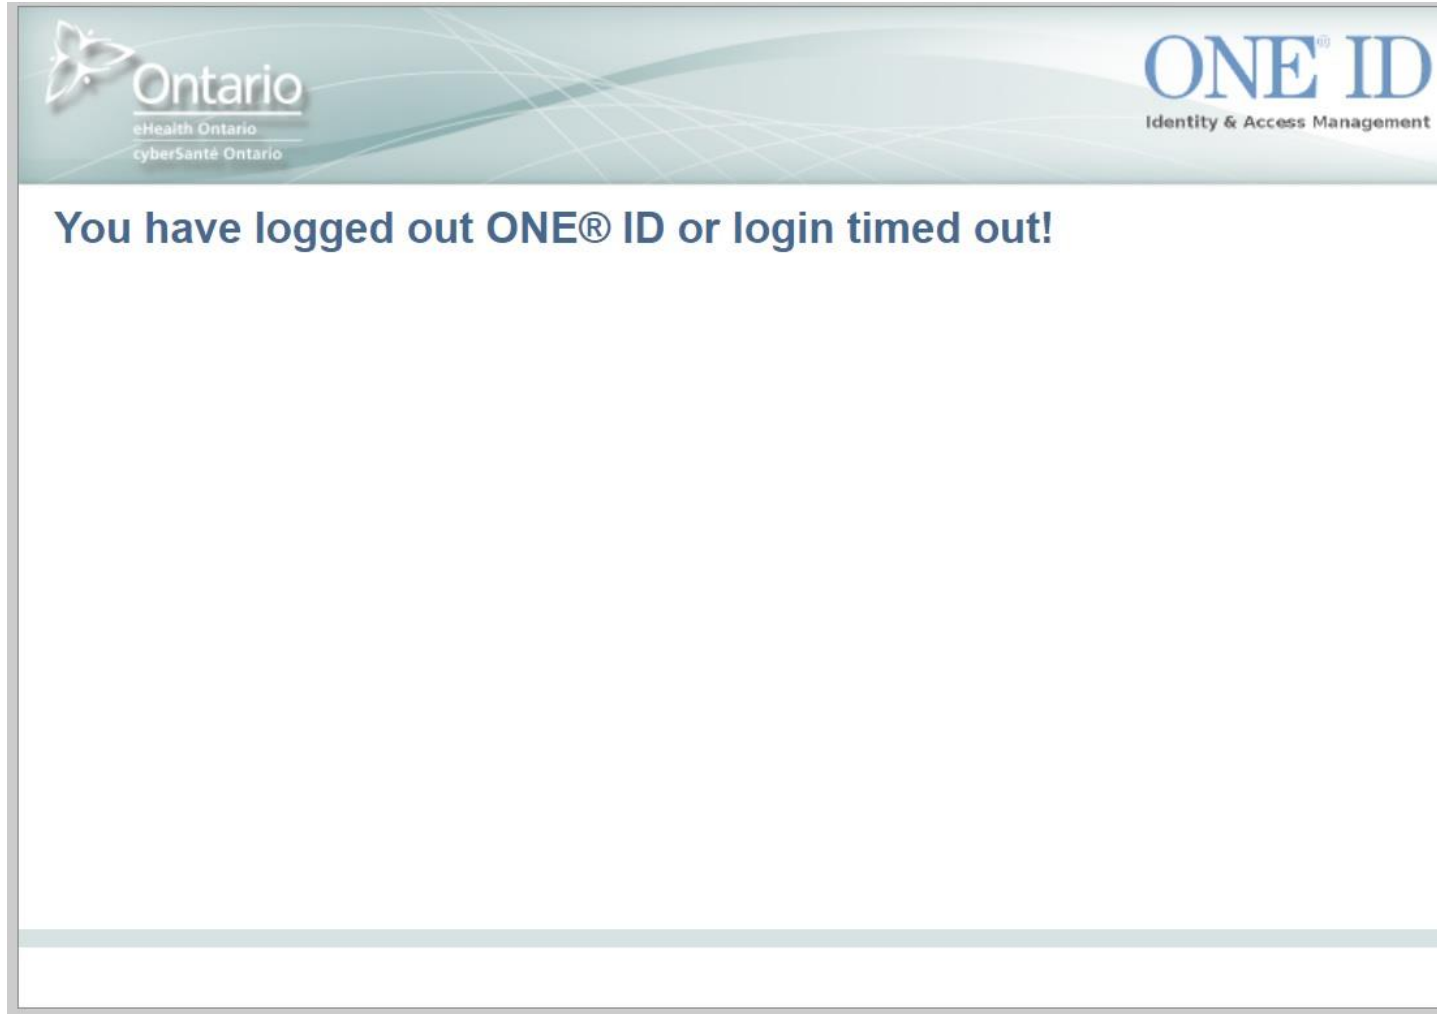 Ontario
eHealth Ontario
cyberSanté Ontario
ONE® ID
Identity & Access Management
You have logged out ONE® ID or login timed out!